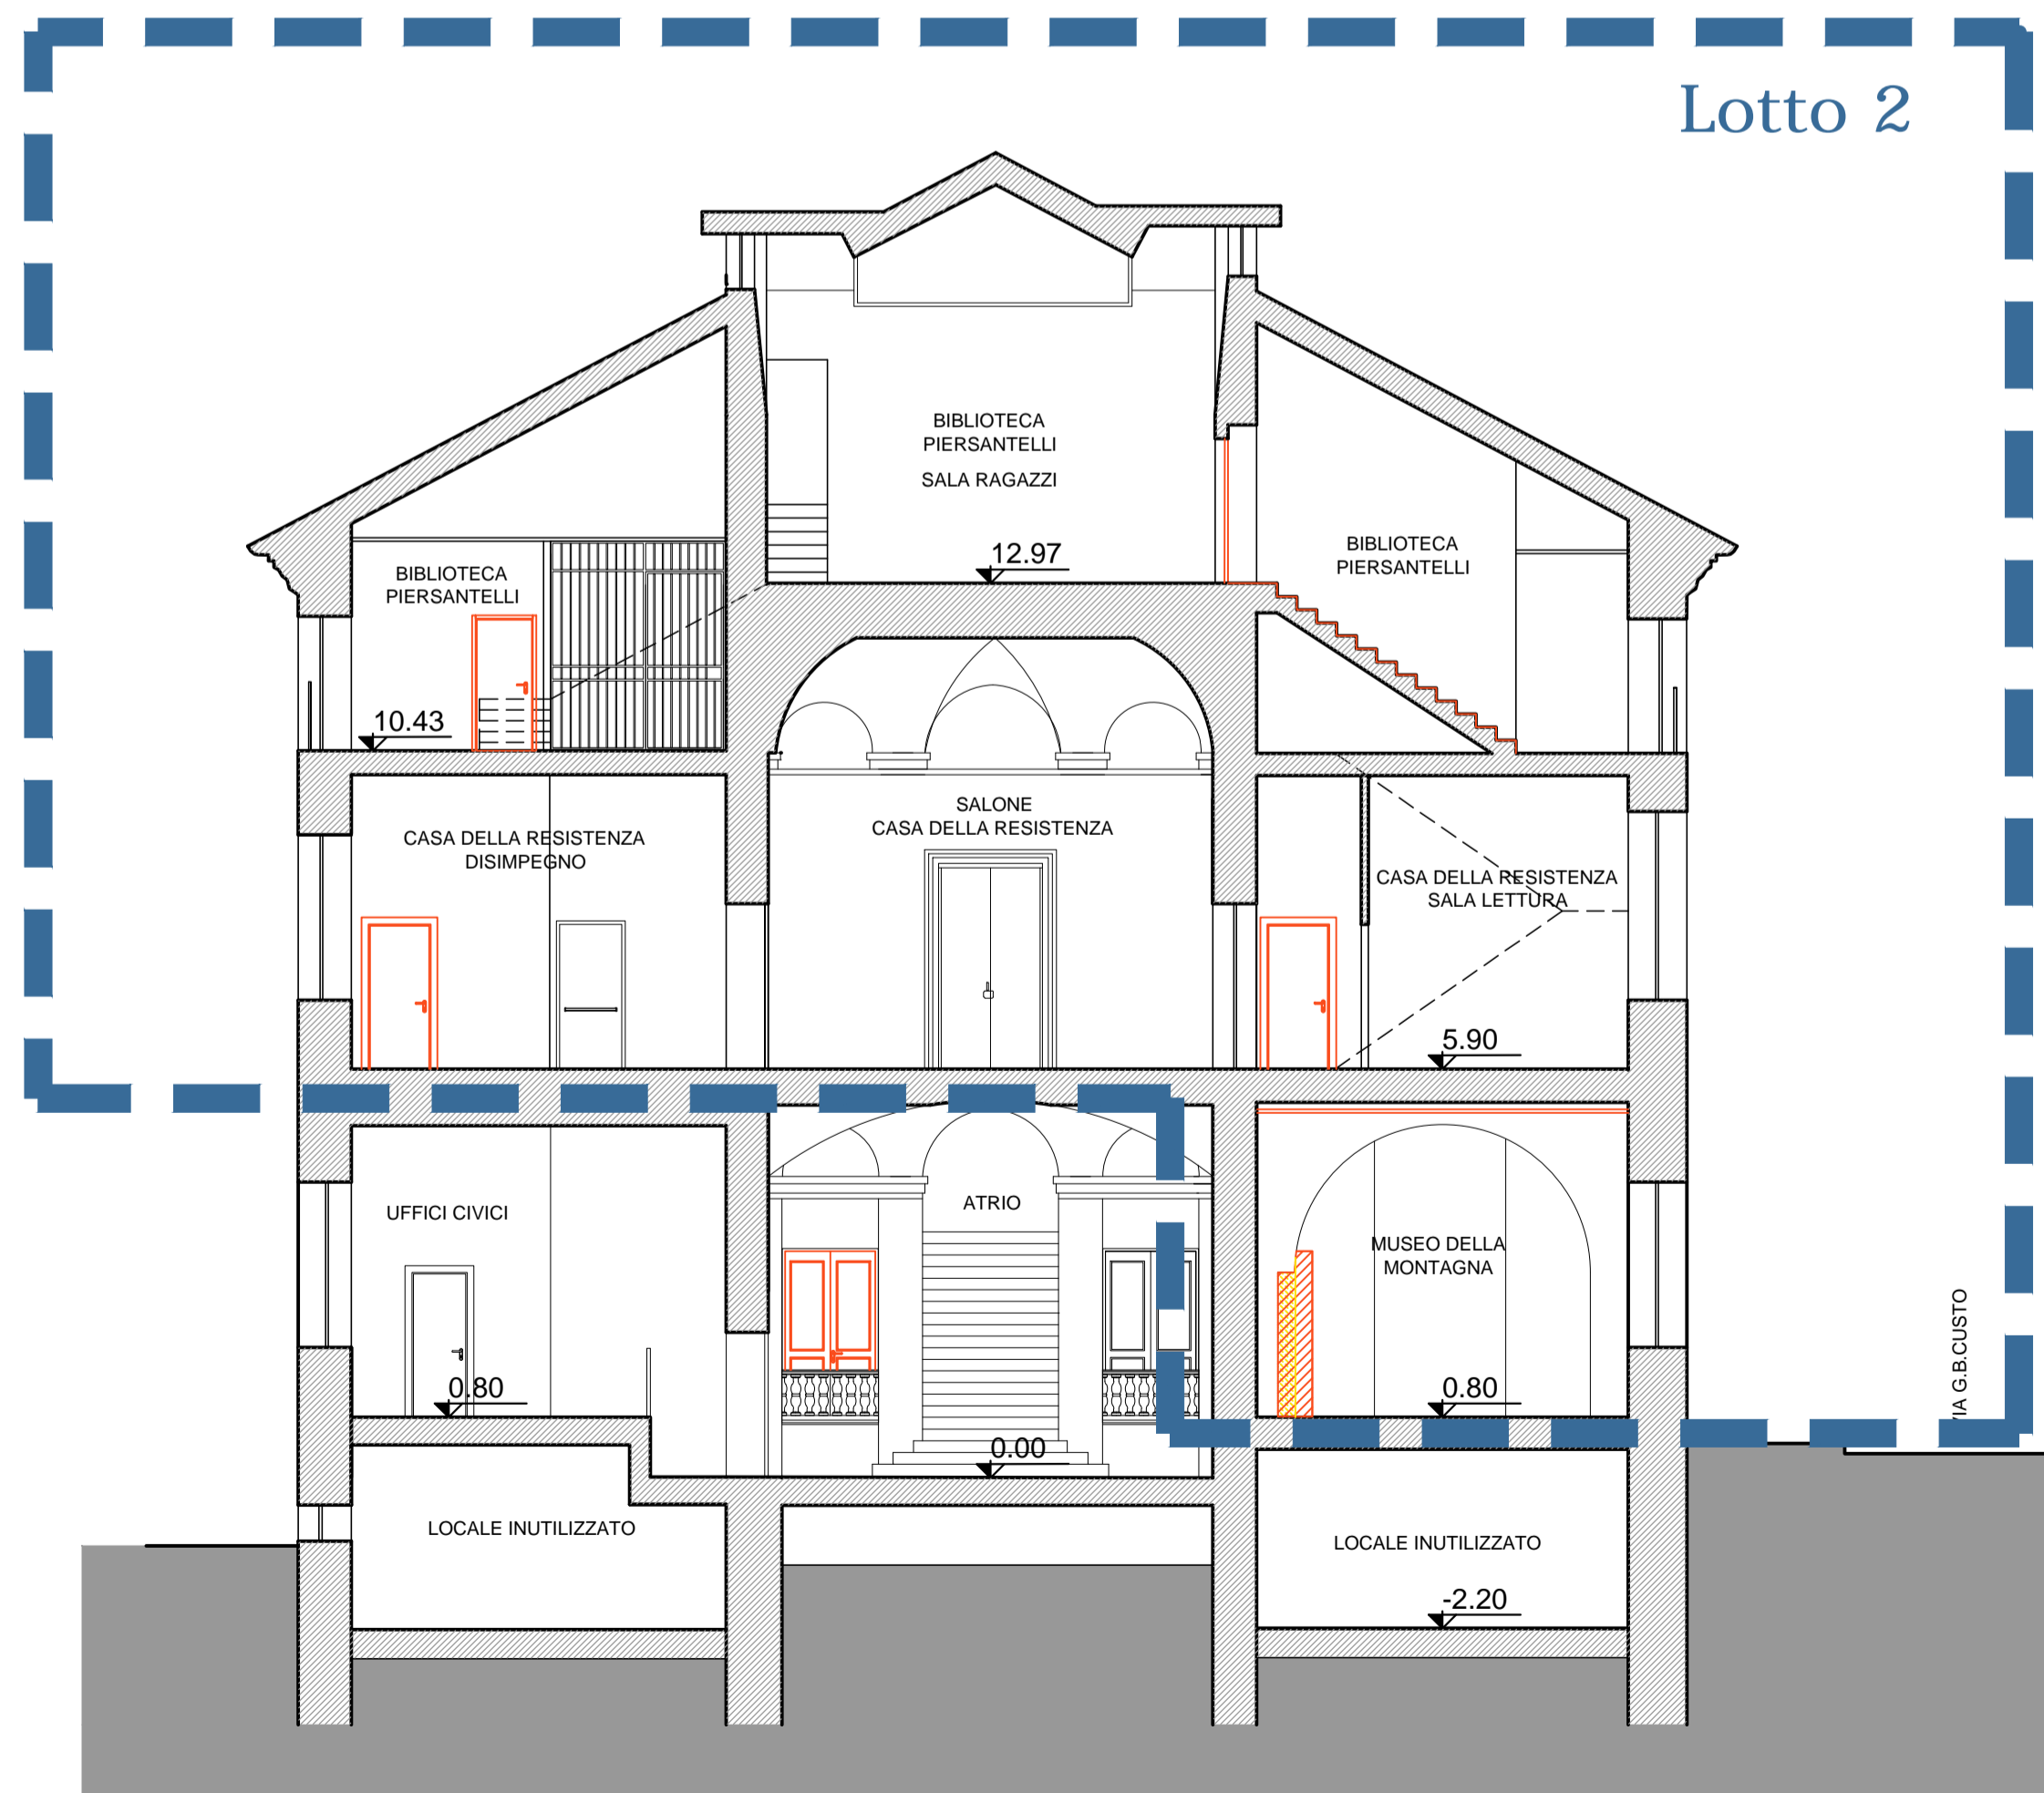 Lotto 2
BIBLIOTECA
PIERSANTELLI
SALA RAGAZZI
12.97
BIBLIOTECA
PIERSANTELLI
BIBLIOTECA
PIERSANTELLI
10.43
SALONE
CASA DELLA RESISTENZA
CASA DELLA RESISTENZA
DISIMPEGNO
CASA DELLA RESISTENZA
SALA LETTURA
5.90
UFFICI CIVICI
ATRIO
MUSEO DELLA
MONTAGNA
VIA G.B.CUSTO
0.80
0.80
0.00
LOCALE INUTILIZZATO
LOCALE INUTILIZZATO
-2.20